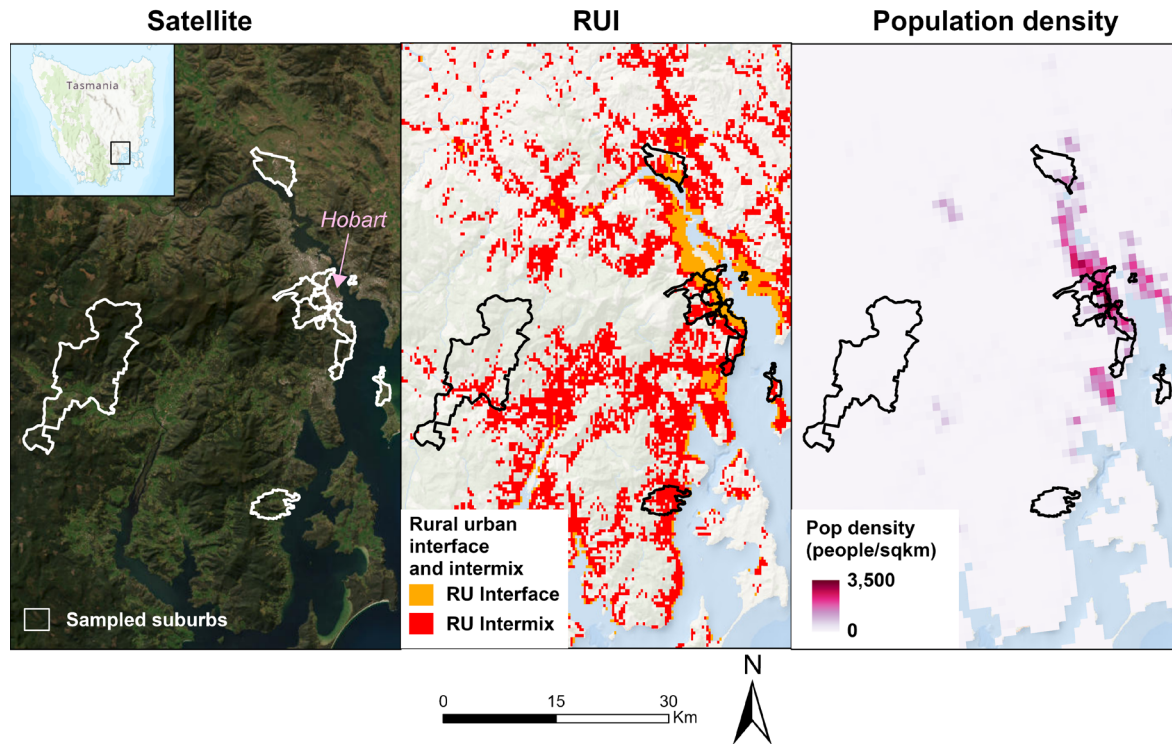 Satellite
RUI
Population density
Tasmania
Hobart
Sampled suburbs
Rural urban
interface
and intermix
RU Interface
RU Intermix
Pop density
(people/sqkm)
3,500
0
N
0
15
30
Km